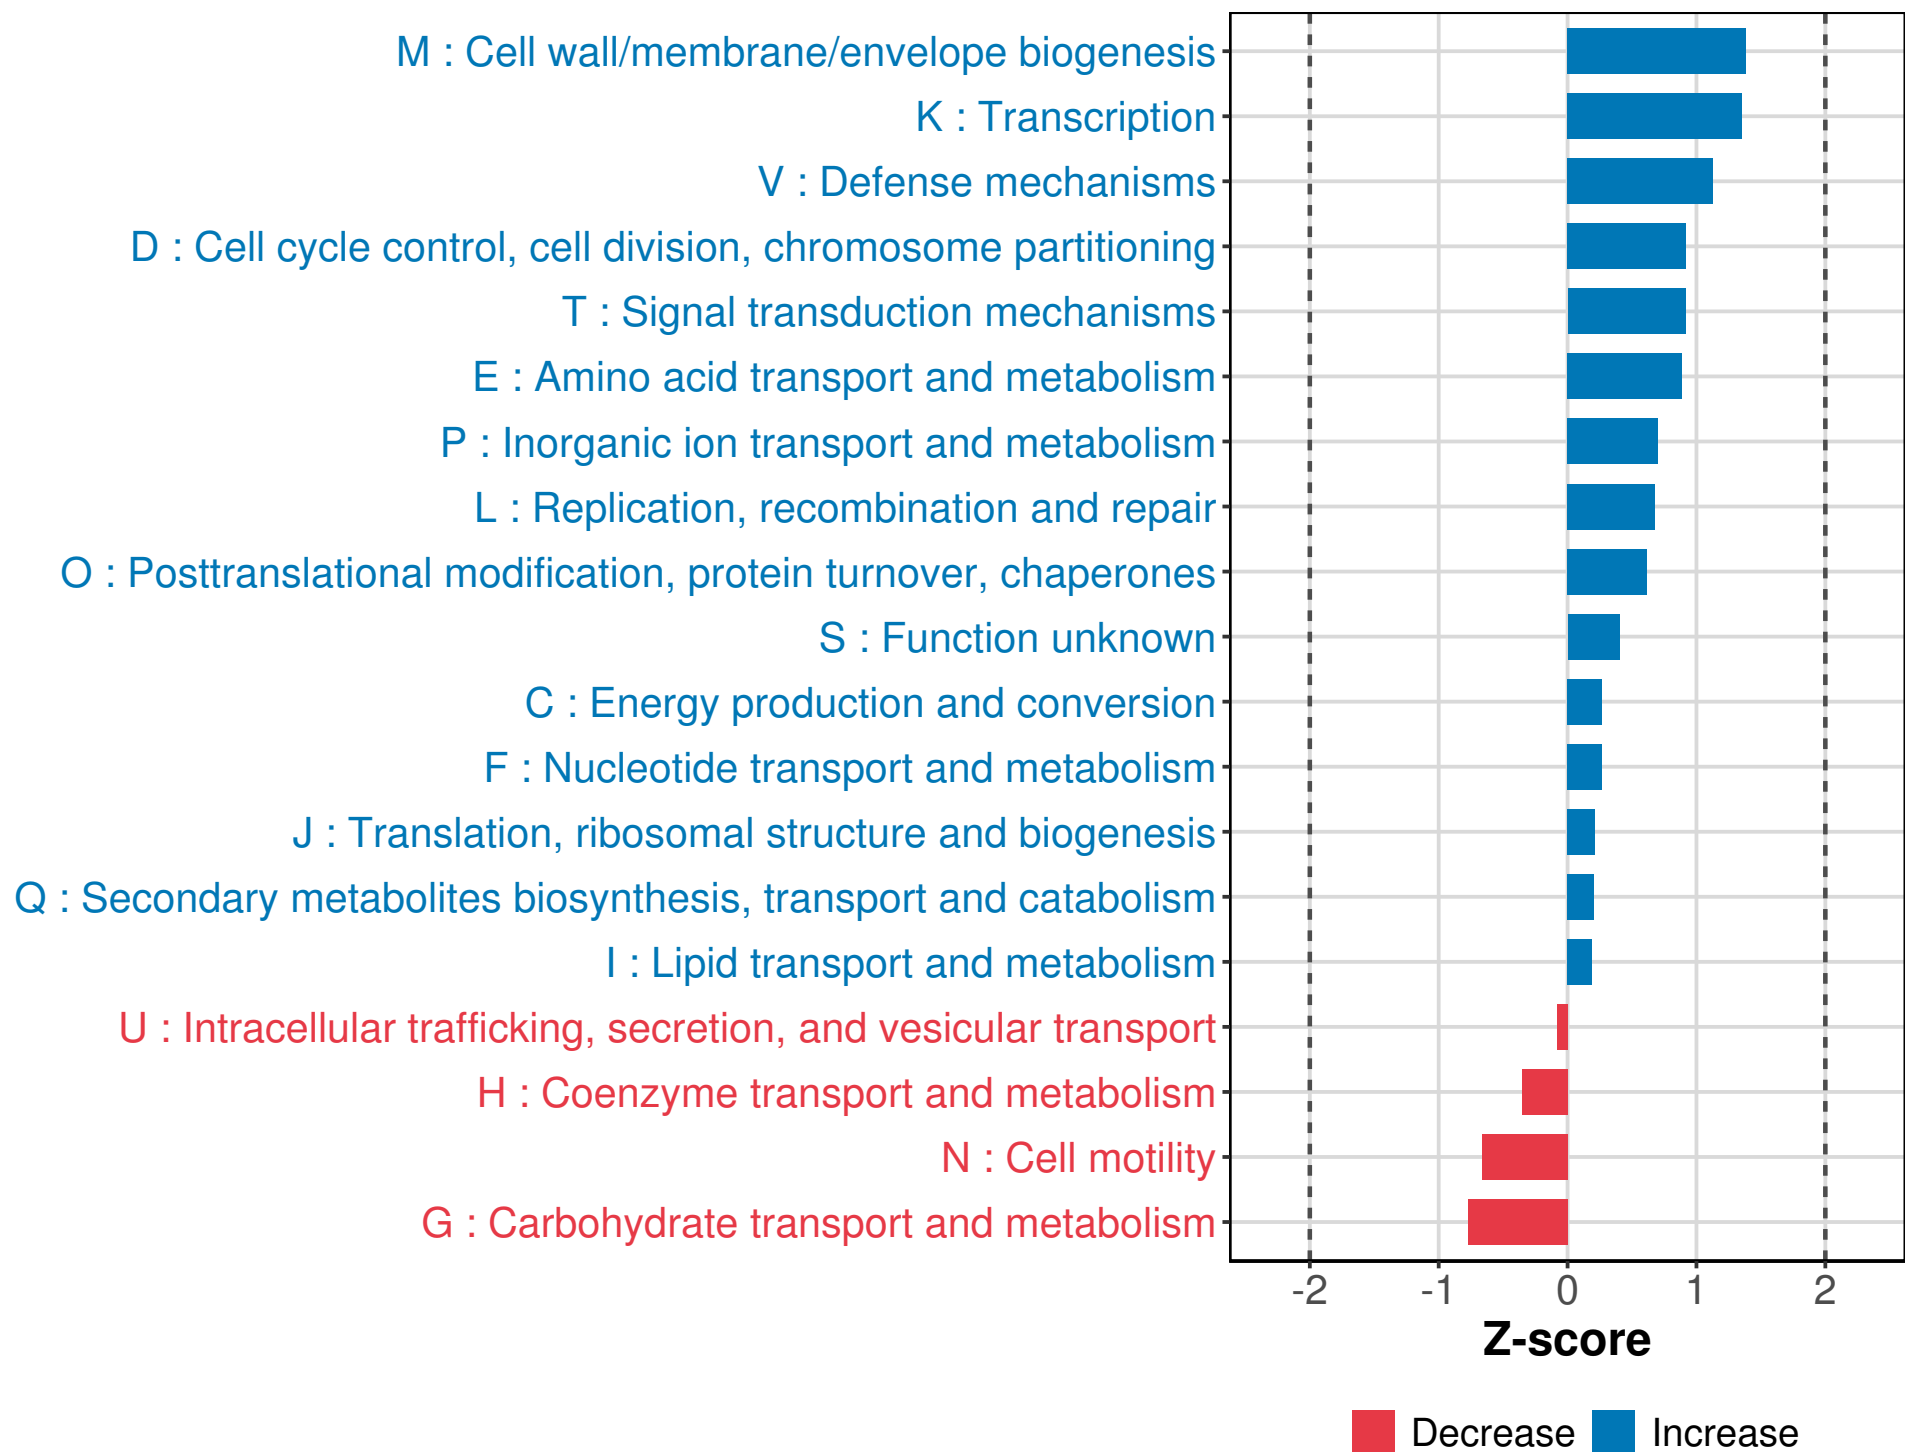 M : Cell wall/membrane/envelope biogenesis
K : Transcription
V : Defense mechanisms
D : Cell cycle control, cell division, chromosome partitioning
T : Signal transduction mechanisms
E : Amino acid transport and metabolism
P : Inorganic ion transport and metabolism
L : Replication, recombination and repair
O : Posttranslational modification, protein turnover, chaperones
S : Function unknown
C : Energy production and conversion
F : Nucleotide transport and metabolism
J : Translation, ribosomal structure and biogenesis
Q : Secondary metabolites biosynthesis, transport and catabolism
I : Lipid transport and metabolism
U : Intracellular trafficking, secretion, and vesicular transport
H : Coenzyme transport and metabolism
N : Cell motility
G : Carbohydrate transport and metabolism
-2 -1 0 1 2
Z-score
Decrease Increase